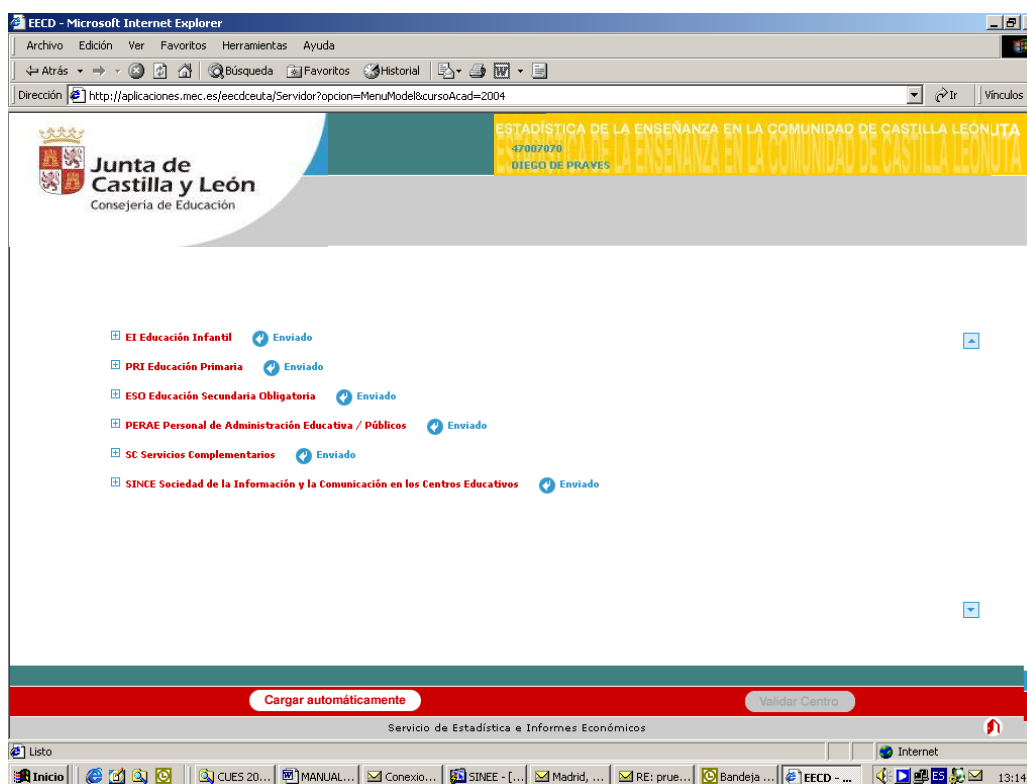 EECD - Microsoft Internet Explorer
Archivo Edición Ver Favoritos Herramientas Ayuda
Atrás Búsqueda Favoritos Historial
Dirección http://aplicaciones.mec.es/eecdceuta/Servidor?opcion=MenuModel&cursoAcad=2004 Ir Vínculos
Junta de
Castilla y León
Consejería de Educación
ESTADÍSTICA DE LA ENSEÑANZA EN LA COMUNIDAD DE CASTILLA LEÓNUTA
47007070
DIEGO DE PRAVES
EI Educación Infantil Enviado
PRI Educación Primaria Enviado
ESO Educación Secundaria Obligatoria Enviado
PERAE Personal de Administración Educativa / Públicos Enviado
SC Servicios Complementarios Enviado
SINCE Sociedad de la Información y la Comunicación en los Centros Educativos Enviado
Cargar automáticamente Validar Centro
Servicio de Estadística e Informes Económicos
Listo Internet
Inicio CUES 20... MANUAL... Conexio... SINEE - [... Madrid, ... RE: prue... Bandeja ... EECD - ... ES 13:14